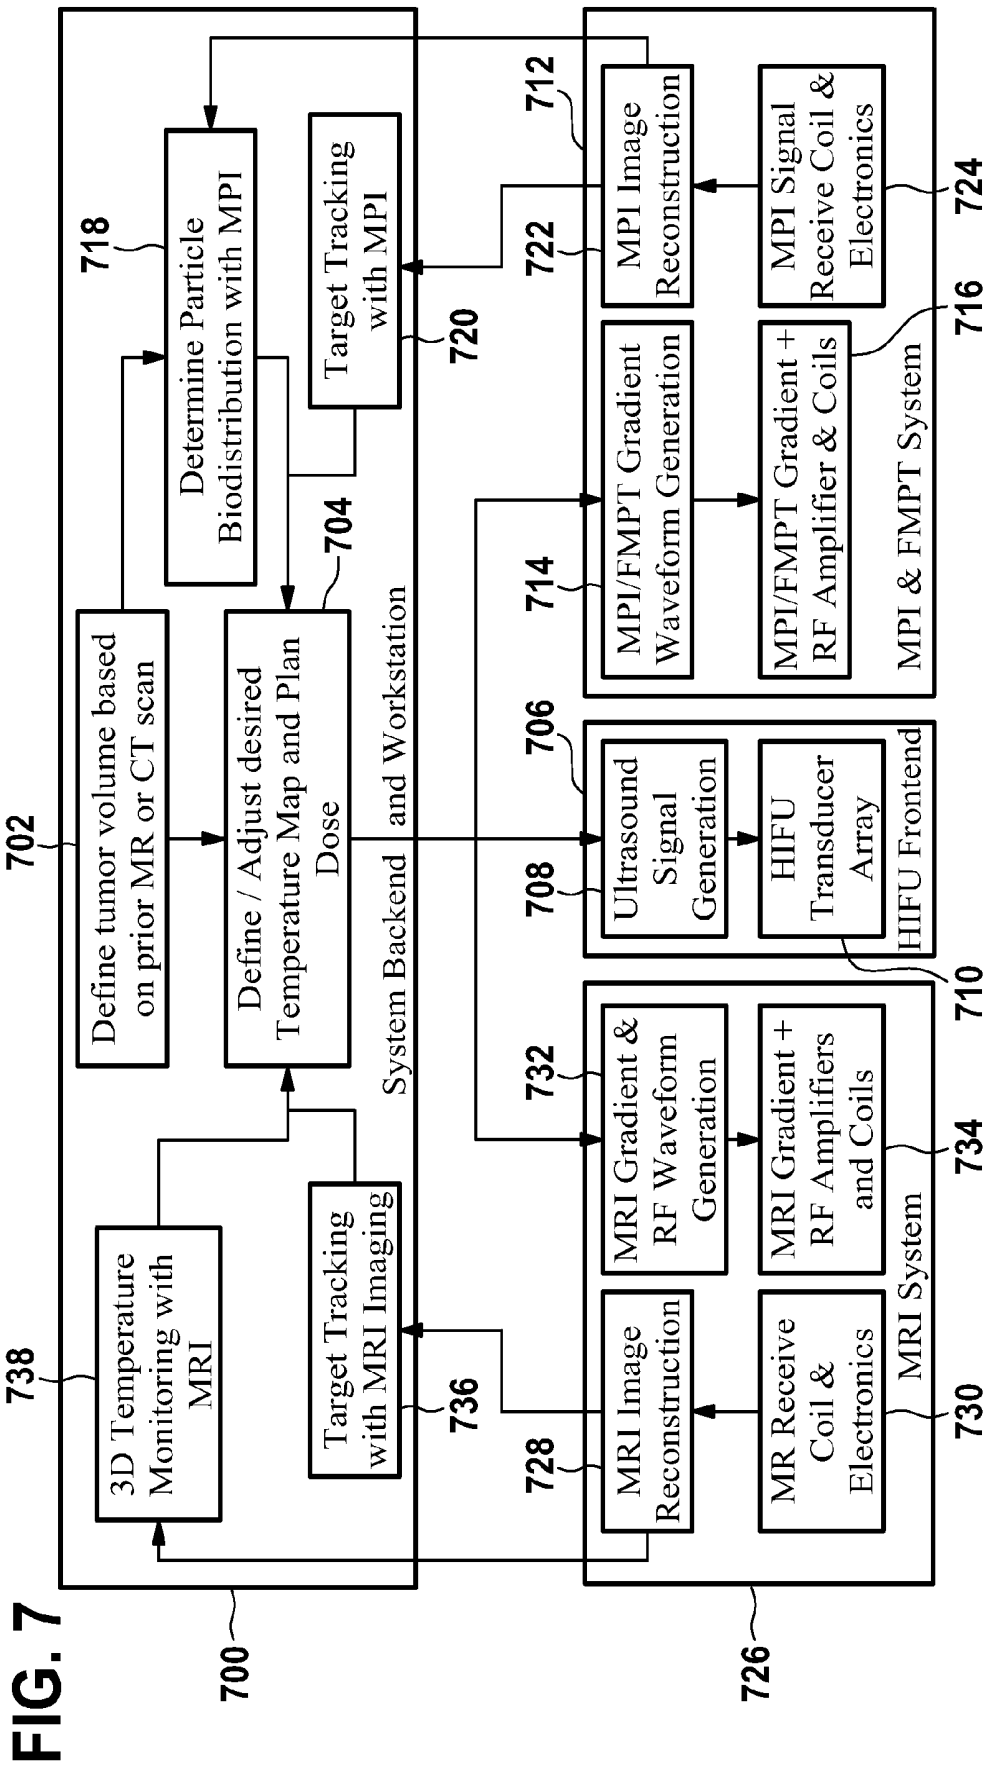 FIG. 7
700
738
3D Temperature
Monitoring with
MRI
736
Target Tracking
with MRI Imaging
702
Define tumor volume based
on prior MR or CT scan
704
Define / Adjust desired
Temperature Map and Plan
Dose
718
Determine Particle
Biodistribution with MPI
720
Target Tracking
with MPI
System Backend and Workstation
726
728
MRI Image
Reconstruction
732
MRI Gradient &
RF Waveform
Generation
730
MR Receive
Coil &
Electronics
734
MRI Gradient +
RF Amplifiers
and Coils
MRI System
706
708
Ultrasound
Signal
Generation
710
HIFU
Transducer
Array
HIFU Frontend
712
714
MPI/FMPT Gradient
Waveform Generation
722
MPI Image
Reconstruction
716
MPI/FMPT Gradient +
RF Amplifier & Coils
724
MPI Signal
Receive Coil &
Electronics
MPI & FMPT System